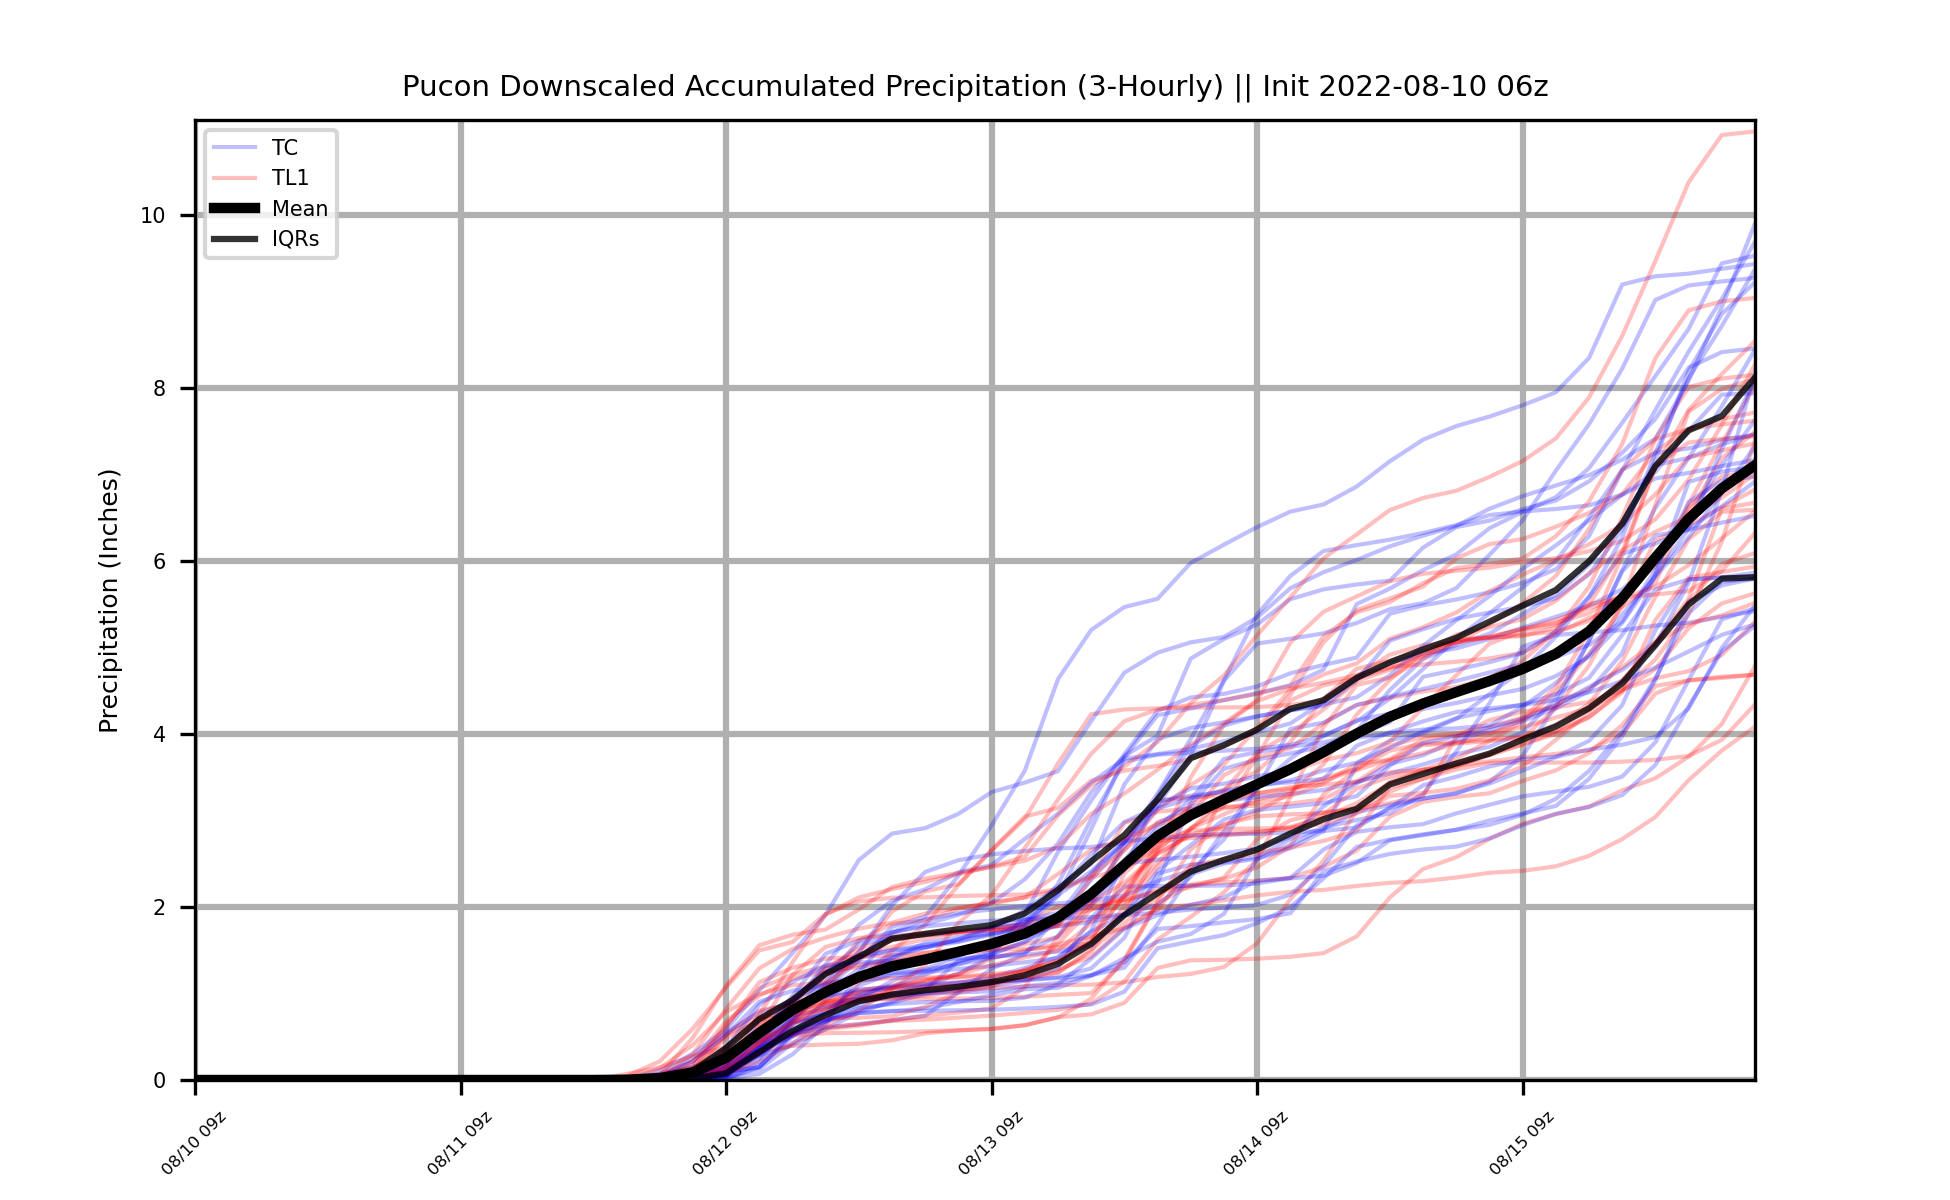 Pucon Downscaled Accumulated Precipitation (3-Hourly) || Init 2022-08-10 06z
TC
TL1
Mean
IQRs
Precipitation (Inches)
10
8
6
4
2
0
08/10 09z
08/11 09z
08/12 09z
08/13 09z
08/14 09z
08/15 09z